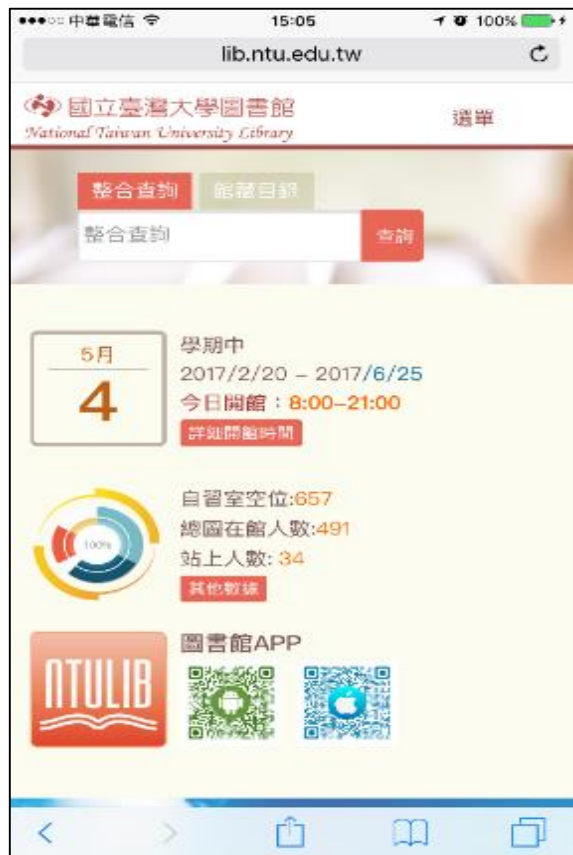 中華電信 15:05 100%
lib.ntu.edu.tw
國立臺灣大學圖書館
National Taiwan University Library
選單
整合查詢 館藏目錄
整合查詢 查詢
5月
4
學期中
2017/2/20 – 2017/6/25
今日開館：8:00–21:00
詳細開館時間
100%
自習室空位:657
總圖在館人數:491
站上人數: 34
其他數據
NTULIB
圖書館APP